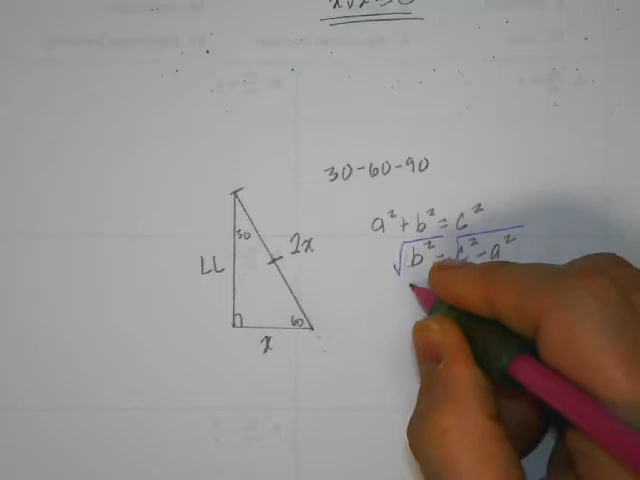 30-60-90
a² + b² = c²
√b² = √c² - a²
30
2x
LL
60
x